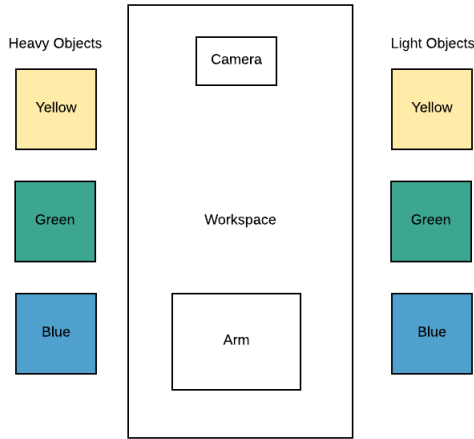 Heavy Objects
Light Objects
Camera
Yellow
Yellow
Green
Workspace
Green
Blue
Arm
Blue